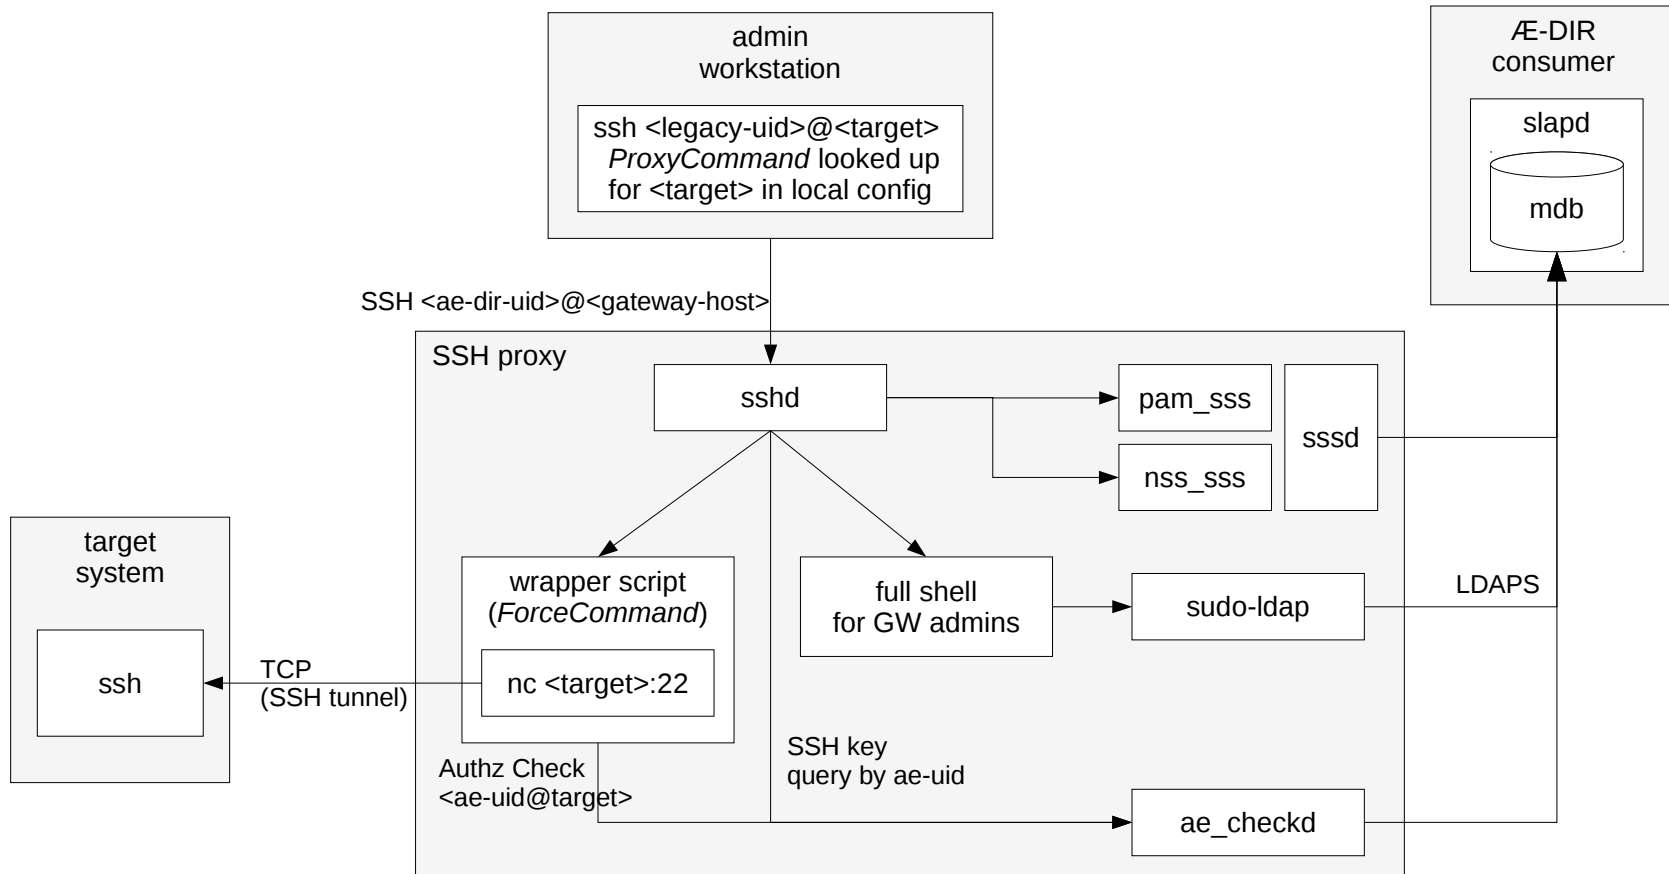 admin
workstation
ssh <legacy-uid>@<target>
ProxyCommand looked up
for <target> in local config
Æ-DIR
consumer
slapd
mdb
SSH <ae-dir-uid>@<gateway-host>
SSH proxy
sshd
pam_sss
nss_sss
sssd
target
system
ssh
TCP
(SSH tunnel)
wrapper script
(ForceCommand)
nc <target>:22
full shell
for GW admins
sudo-ldap
LDAPS
Authz Check
<ae-uid@target>
SSH key
query by ae-uid
ae_checkd